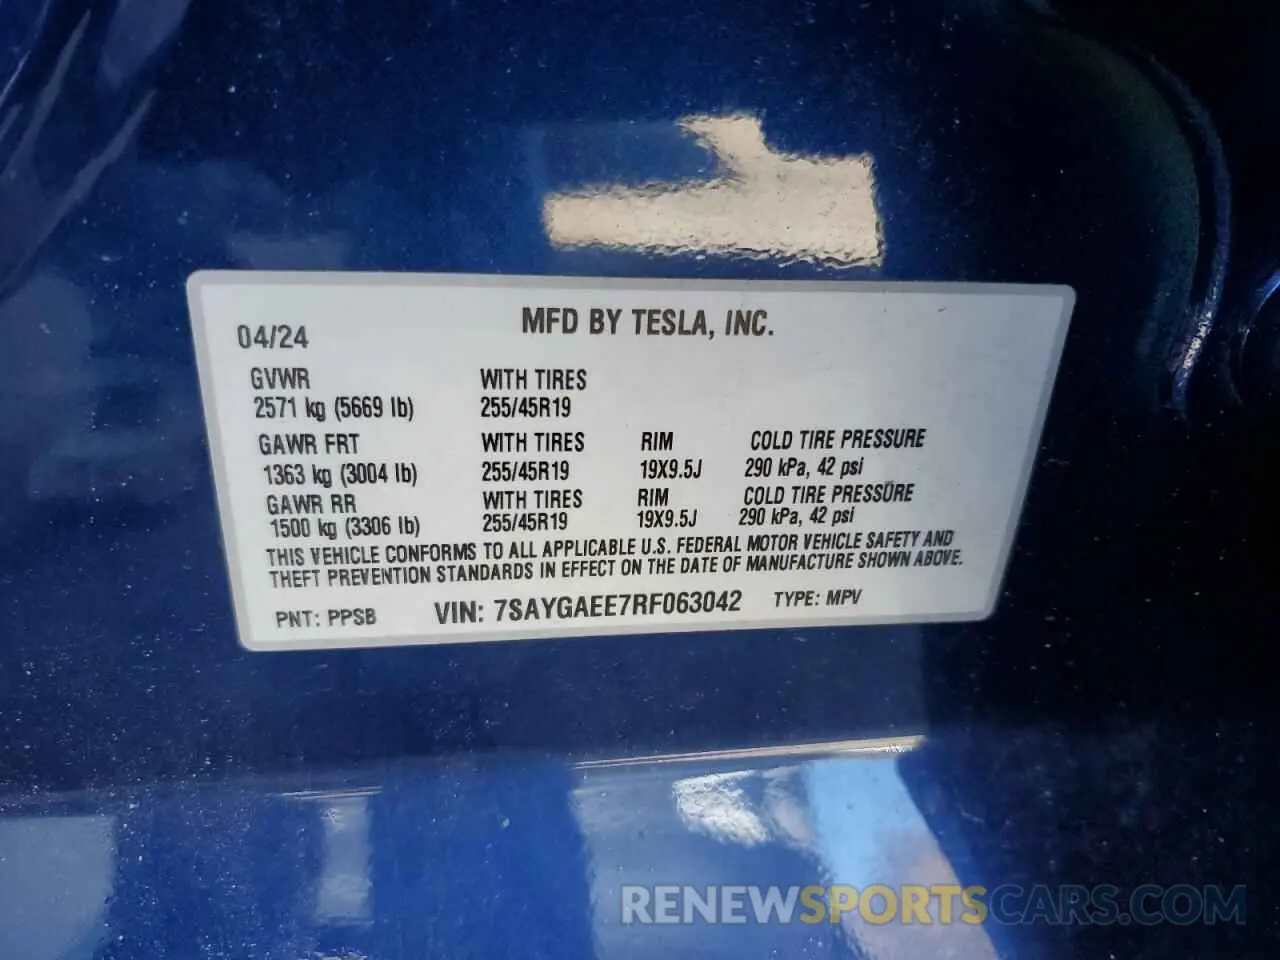 MFD BY TESLA, INC.
04/24
GVWR WITH TIRES
2571 kg (5669 lb) 255/45R19
GAWR FRT WITH TIRES RIM COLD TIRE PRESSURE
1363 kg (3004 lb) 255/45R19 19X9.5J 290 kPa, 42 psi
GAWR RR WITH TIRES RIM COLD TIRE PRESSURE
1500 kg (3306 lb) 255/45R19 19X9.5J 290 kPa, 42 psi
THIS VEHICLE CONFORMS TO ALL APPLICABLE U.S. FEDERAL MOTOR VEHICLE SAFETY AND
THEFT PREVENTION STANDARDS IN EFFECT ON THE DATE OF MANUFACTURE SHOWN ABOVE.
PNT: PPSB VIN: 7SAYGAEE7RF063042 TYPE: MPV
RENEWSPORTSCARS.COM